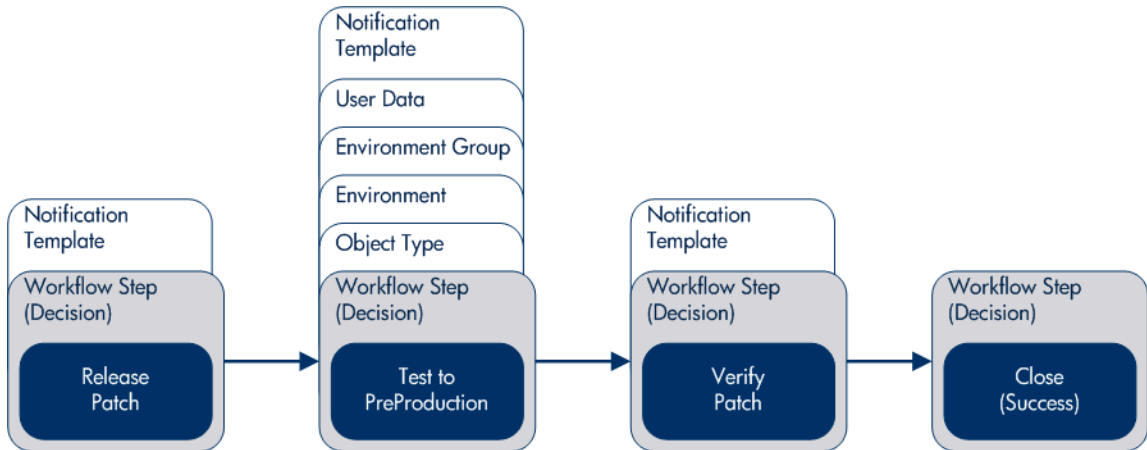 Notification
Template
Workflow Step
(Decision)
Release
Patch
Notification
Template
User Data
Environment Group
Environment
Object Type
Workflow Step
(Decision)
Test to
PreProduction
Notification
Template
Workflow Step
(Decision)
Verify
Patch
Workflow Step
(Decision)
Close
(Success)